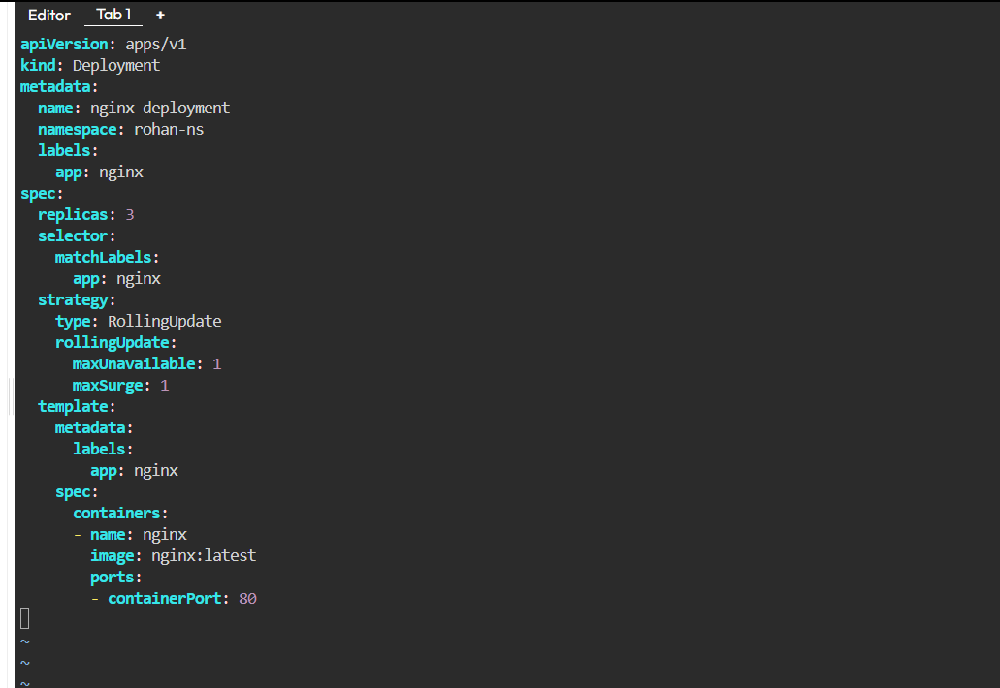 Editor Tab 1 +
apiVersion: apps/v1
kind: Deployment
metadata:
  name: nginx-deployment
  namespace: rohan-ns
  labels:
    app: nginx
spec:
  replicas: 3
  selector:
    matchLabels:
      app: nginx
  strategy:
    type: RollingUpdate
    rollingUpdate:
      maxUnavailable: 1
      maxSurge: 1
  template:
    metadata:
      labels:
        app: nginx
    spec:
      containers:
      - name: nginx
        image: nginx:latest
        ports:
        - containerPort: 80
~
~
~